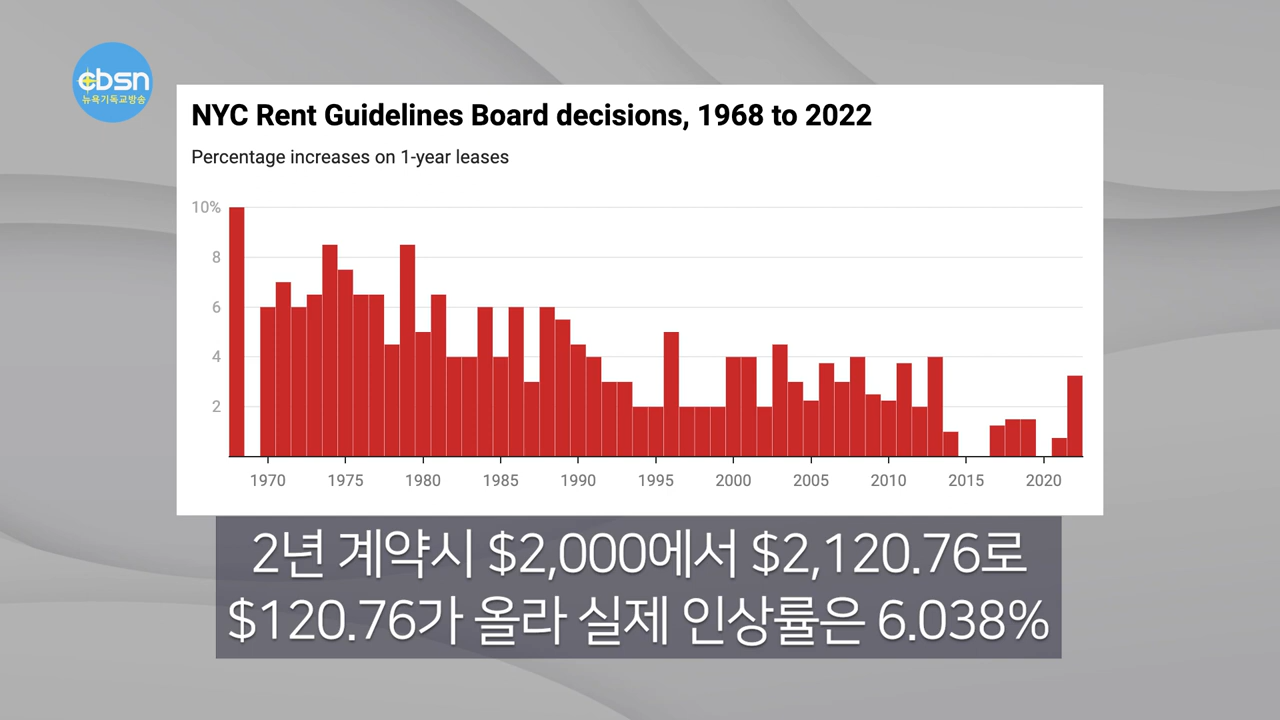 cbsn
뉴욕기독교방송
NYC Rent Guidelines Board decisions, 1968 to 2022
Percentage increases on 1-year leases
10%
8
6
4
2
1970 1975 1980 1985 1990 1995 2000 2005 2010 2015 2020
2년 계약시 $2,000에서 $2,120.76로
$120.76가 올라 실제 인상률은 6.038%